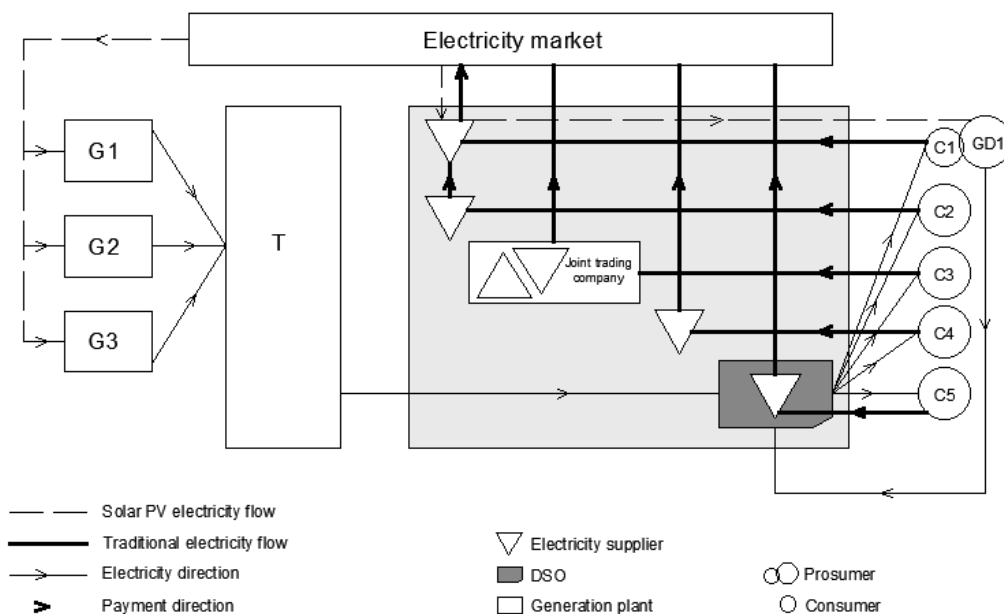 Electricity market
G1
G2
G3
T
Joint trading
company
C1
GD1
C2
C3
C4
C5
Solar PV electricity flow
Traditional electricity flow
Electricity direction
Payment direction
Electricity supplier
DSO
Generation plant
Prosumer
Consumer